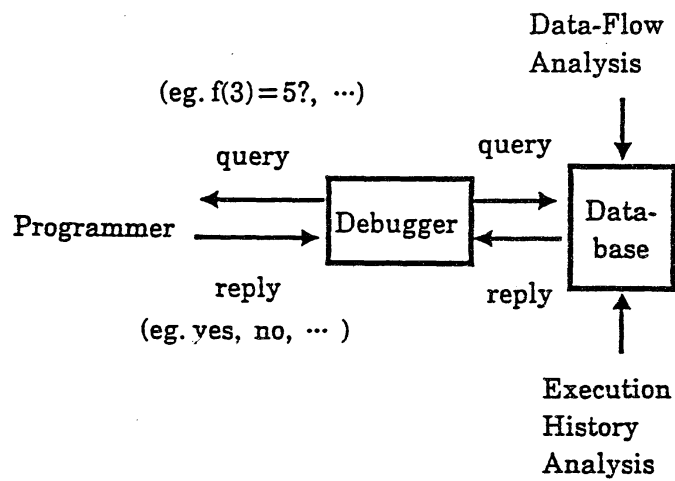 Data-Flow
Analysis
(eg. f(3)=5?, ⋯)
query
query
Programmer
Debugger
Data-
base
reply
reply
(eg. yes, no, ⋯ )
Execution
History
Analysis